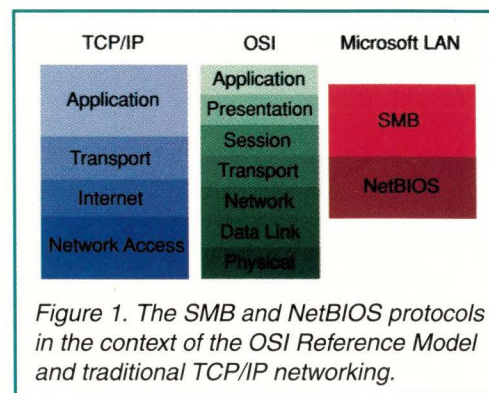 TCP/IP OSI Microsoft LAN
Application
Transport
Internet
Network Access
Application
Presentation
Session
Transport
Network
Data Link
Physical
SMB
NetBIOS
Figure 1. The SMB and NetBIOS protocols
in the context of the OSI Reference Model
and traditional TCP/IP networking.